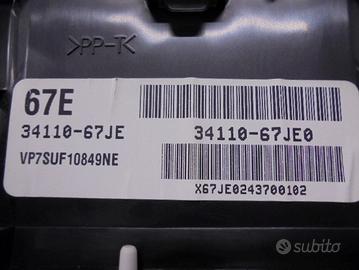 >PP-T<
67E
34110-67JE
34110-67JE0
VP7SUF10849NE
X67JE0243700102
subito